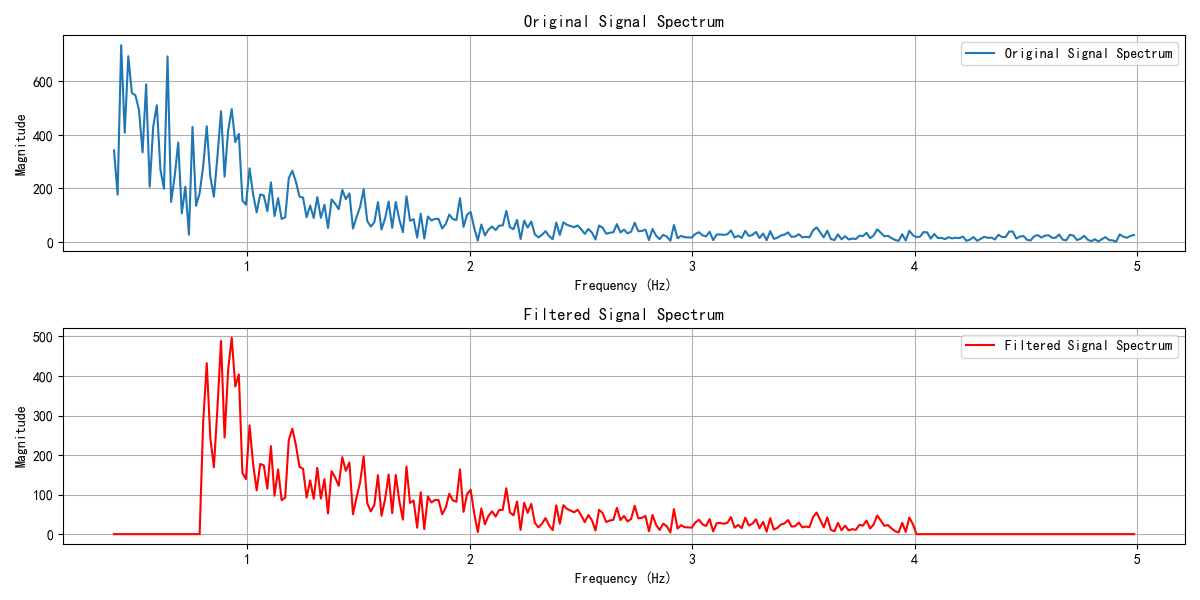 Original Signal Spectrum
Original Signal Spectrum
Magnitude
600
400
200
0
1 2 3 4 5
Frequency (Hz)
Filtered Signal Spectrum
Filtered Signal Spectrum
Magnitude
500
400
300
200
100
0
1 2 3 4 5
Frequency (Hz)